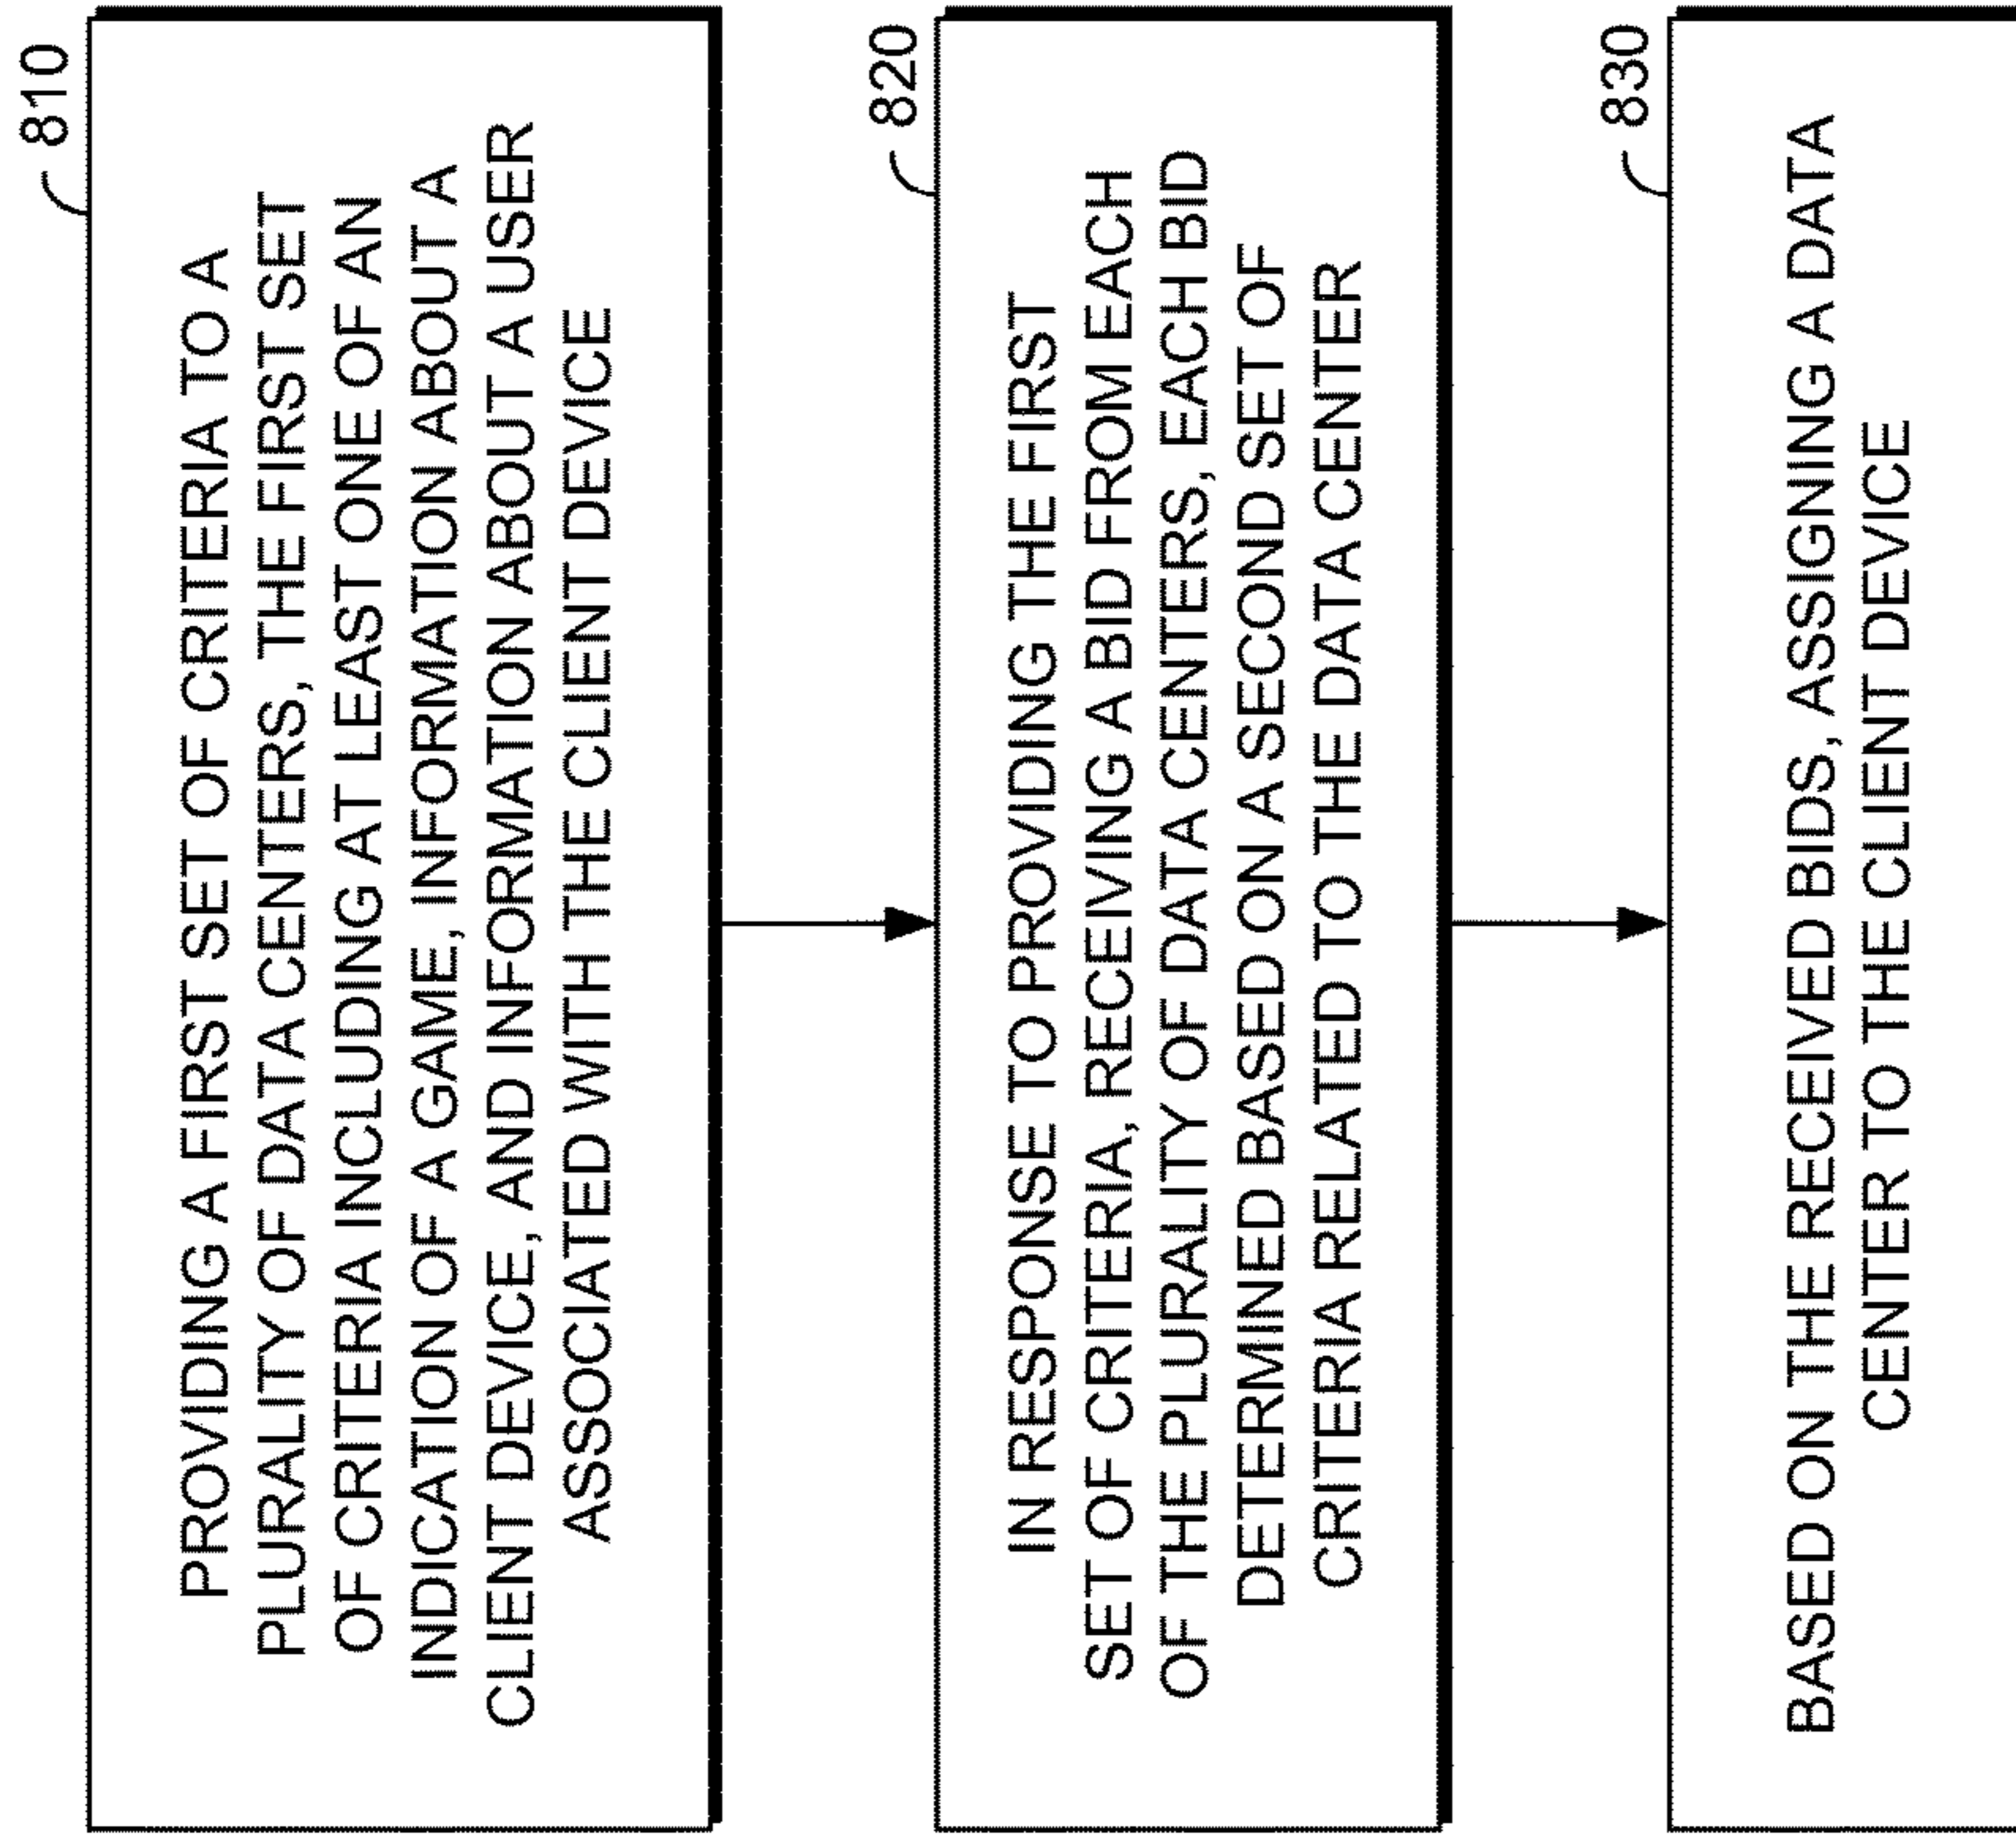 810
PROVIDING A FIRST SET OF CRITERIA TO A
PLURALITY OF DATA CENTERS, THE FIRST SET
OF CRITERIA INCLUDING AT LEAST ONE OF AN
INDICATION OF A GAME, INFORMATION ABOUT A
CLIENT DEVICE, AND INFORMATION ABOUT A USER
ASSOCIATED WITH THE CLIENT DEVICE
820
IN RESPONSE TO PROVIDING THE FIRST
SET OF CRITERIA, RECEIVING A BID FROM EACH
OF THE PLURALITY OF DATA CENTERS, EACH BID
DETERMINED BASED ON A SECOND SET OF
CRITERIA RELATED TO THE DATA CENTER
830
BASED ON THE RECEIVED BIDS, ASSIGNING A DATA
CENTER TO THE CLIENT DEVICE